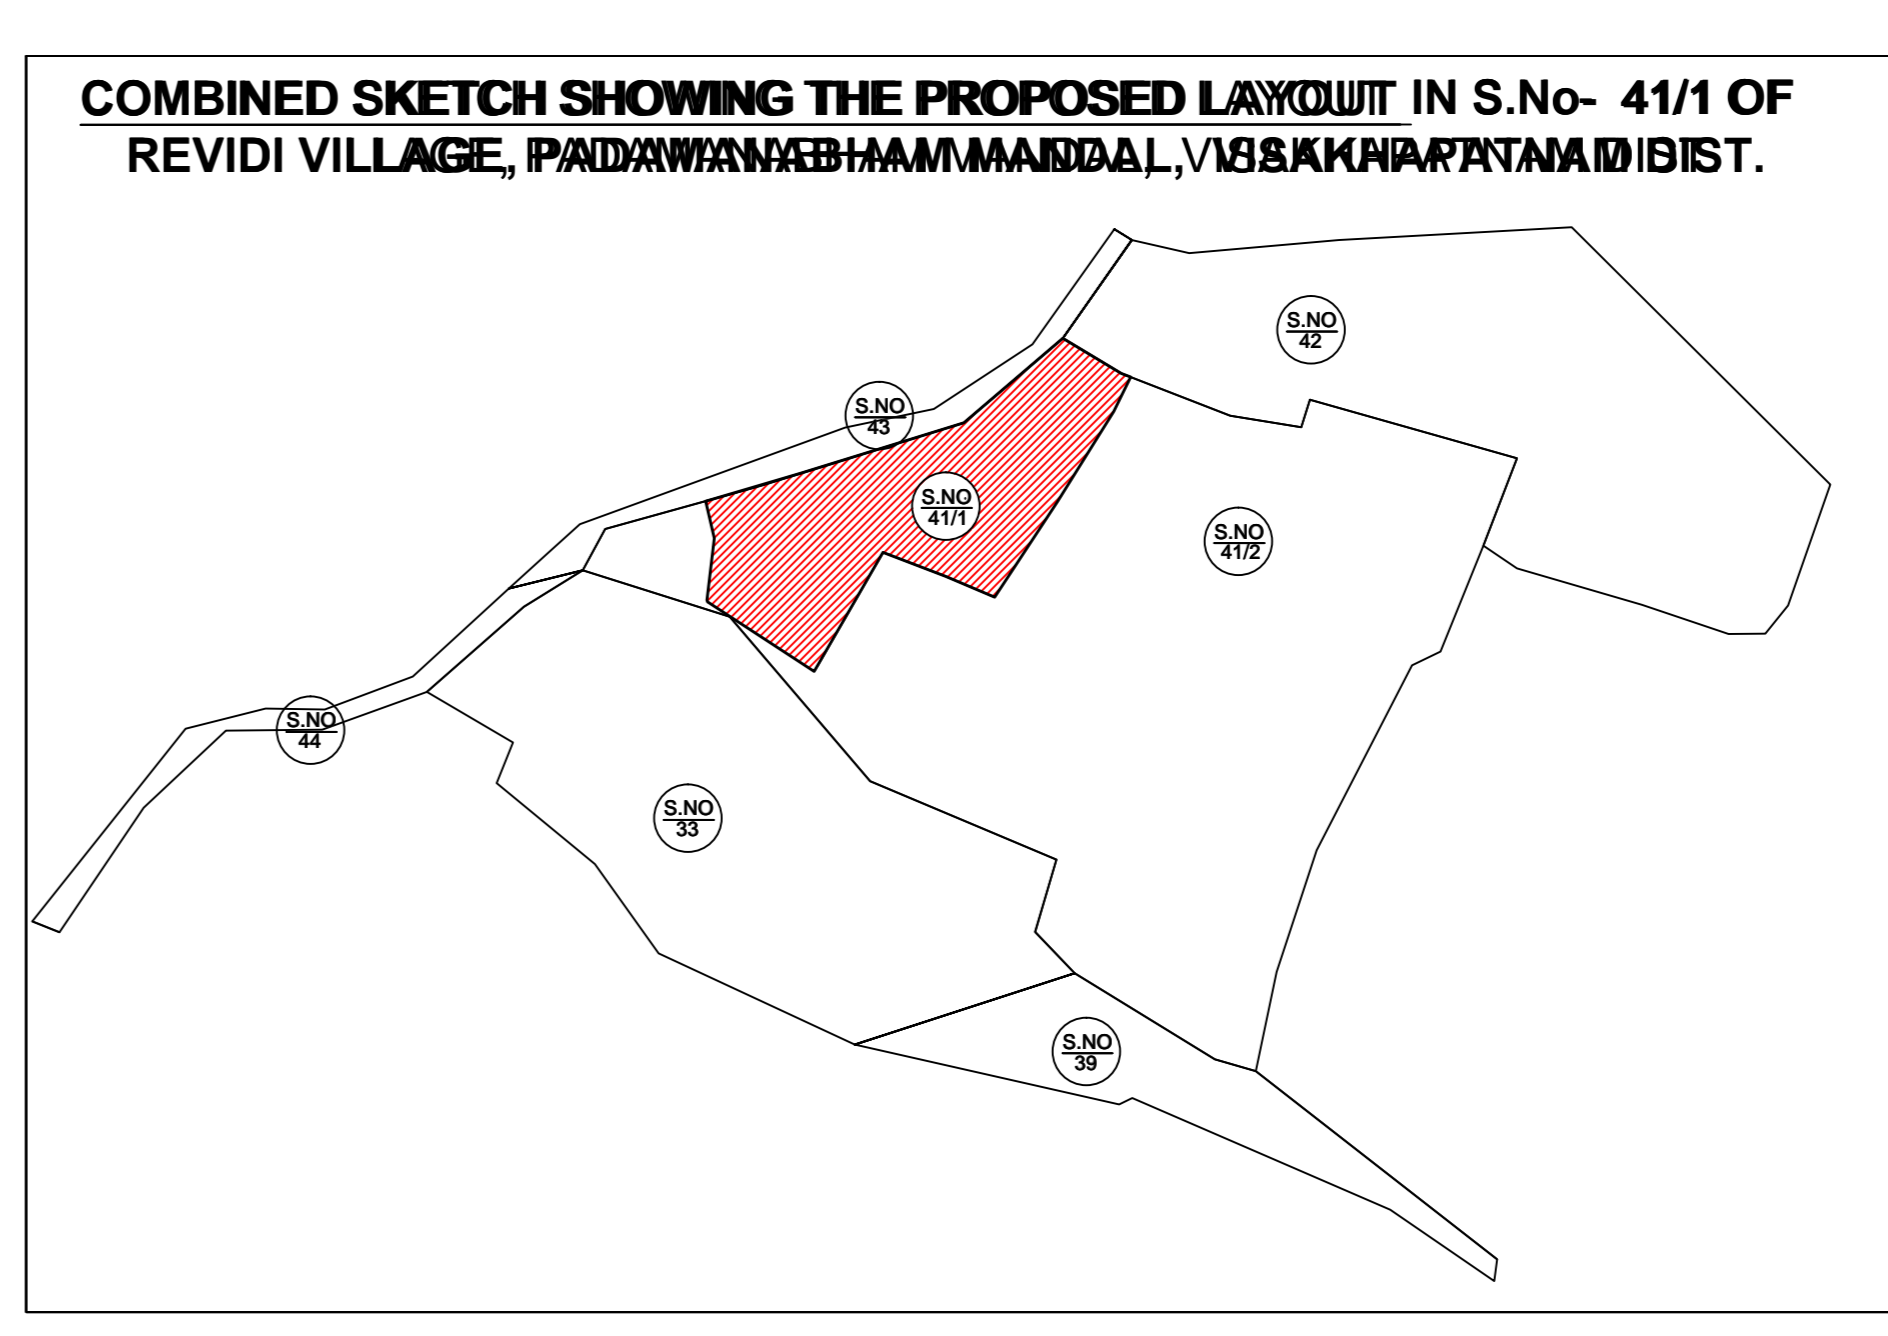 COMBINED SKETCH SHOWING THE PROPOSED LAYOUT IN S.No- 41/1 OF
REVIDI VILLAGE, PADAMANABHAM MANDAL, VISAKHAPATNAM DIST.
S.NO
42
S.NO
43
S.NO
41/1
S.NO
41/2
S.NO
44
S.NO
33
S.NO
39